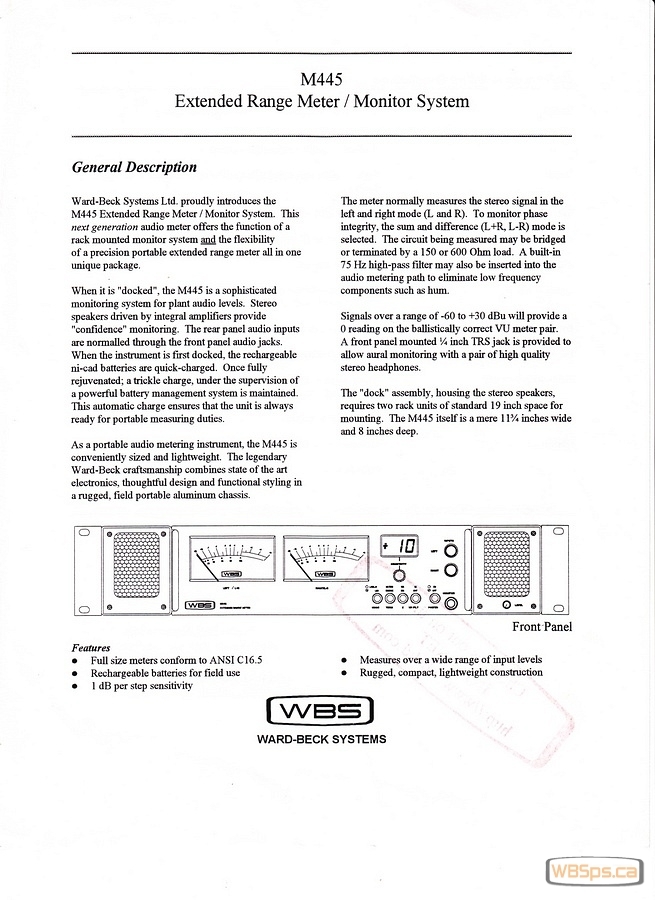 M445
Extended Range Meter / Monitor System
General Description
Ward-Beck Systems Ltd. proudly introduces the
M445 Extended Range Meter / Monitor System. This
next generation audio meter offers the function of a
rack mounted monitor system and the flexibility
of a precision portable extended range meter all in one
unique package.
When it is "docked", the M445 is a sophisticated
monitoring system for plant audio levels. Stereo
speakers driven by integral amplifiers provide
"confidence" monitoring. The rear panel audio inputs
are normalled through the front panel audio jacks.
When the instrument is first docked, the rechargeable
ni-cad batteries are quick-charged. Once fully
rejuvenated; a trickle charge, under the supervision of
a powerful battery management system is maintained.
This automatic charge ensures that the unit is always
ready for portable measuring duties.
As a portable audio metering instrument, the M445 is
conveniently sized and lightweight. The legendary
Ward-Beck craftsmanship combines state of the art
electronics, thoughtful design and functional styling in
a rugged, field portable aluminum chassis.
The meter normally measures the stereo signal in the
left and right mode (L and R). To monitor phase
integrity, the sum and difference (L+R, L-R) mode is
selected. The circuit being measured may be bridged
or terminated by a 150 or 600 Ohm load. A built-in
75 Hz high-pass filter may also be inserted into the
audio metering path to eliminate low frequency
components such as hum.
Signals over a range of -60 to +30 dBu will provide a
0 reading on the ballistically correct VU meter pair.
A front panel mounted ¼ inch TRS jack is provided to
allow aural monitoring with a pair of high quality
stereo headphones.
The "dock" assembly, housing the stereo speakers,
requires two rack units of standard 19 inch space for
mounting. The M445 itself is a mere 11¾ inches wide
and 8 inches deep.
WBS
WBS
+ 10
WBS
LEVEL
Front Panel
Features
● Full size meters conform to ANSI C16.5
● Rechargeable batteries for field use
● 1 dB per step sensitivity
● Measures over a wide range of input levels
● Rugged, compact, lightweight construction
WBS
WARD-BECK SYSTEMS
WBSps.ca